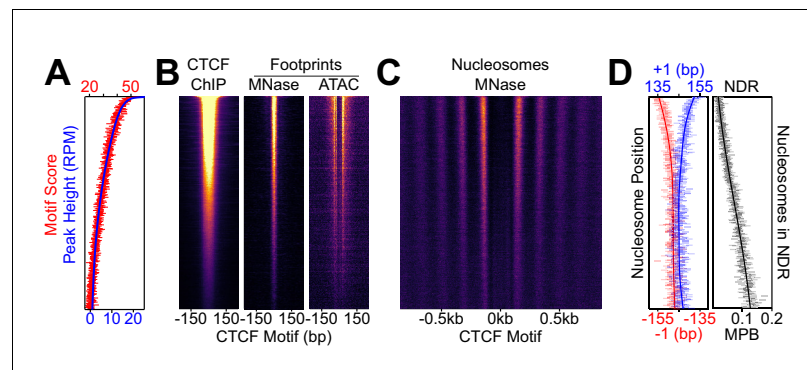 A
20 50
Motif Score
Peak Height (RPM)
0 10 20
B
CTCF
ChIP
Footprints
MNase ATAC
-150 150 -150 150 -150 150
CTCF Motif (bp)
C
Nucleosomes
MNase
-0.5kb 0kb 0.5kb
CTCF Motif
D
+1 (bp)
135 155
NDR
Nucleosome Position
Nucleosomes in NDR
-155 -135
-1 (bp)
0.1 0.2
MPB